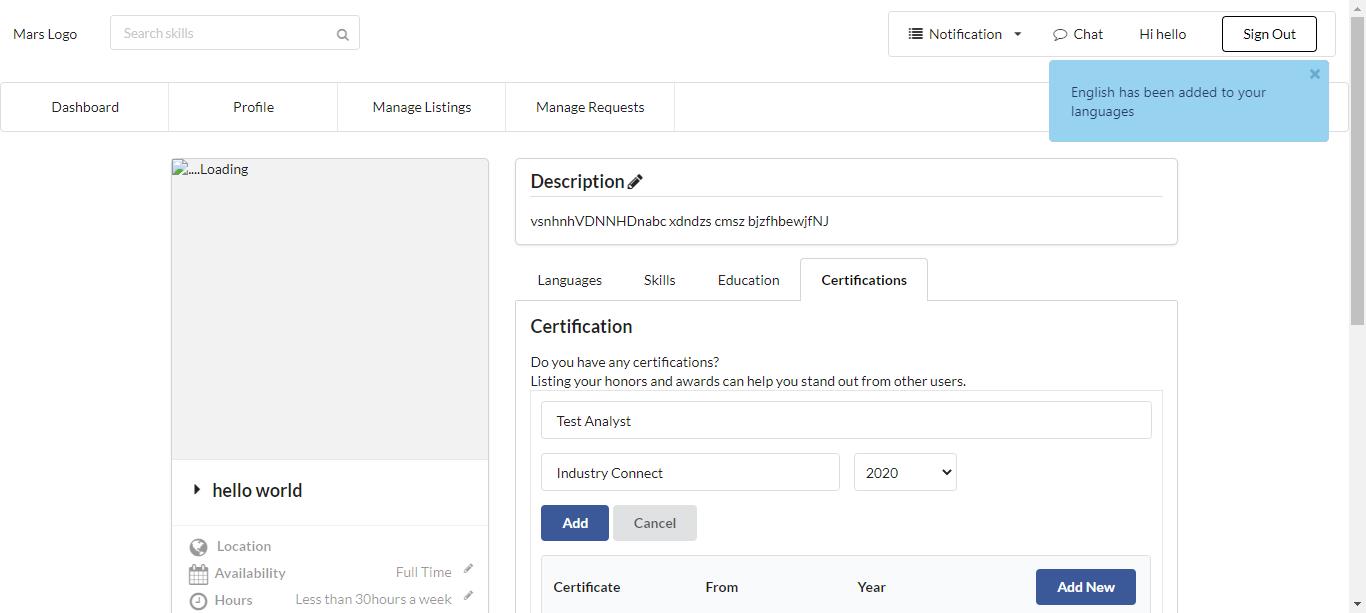 Mars Logo
Search skills
Notification
Chat
Hi hello
Sign Out
Dashboard
Profile
Manage Listings
Manage Requests
English has been added to your
languages
....Loading
hello world
Location
Availability
Full Time
Hours
Less than 30hours a week
Description
vsnhnhVDNNHDnabc xdndzs cmsz bjzfhbewjfNJ
Languages
Skills
Education
Certifications
Certification
Do you have any certifications?
Listing your honors and awards can help you stand out from other users.
Test Analyst
Industry Connect
2020
Add
Cancel
Certificate
From
Year
Add New